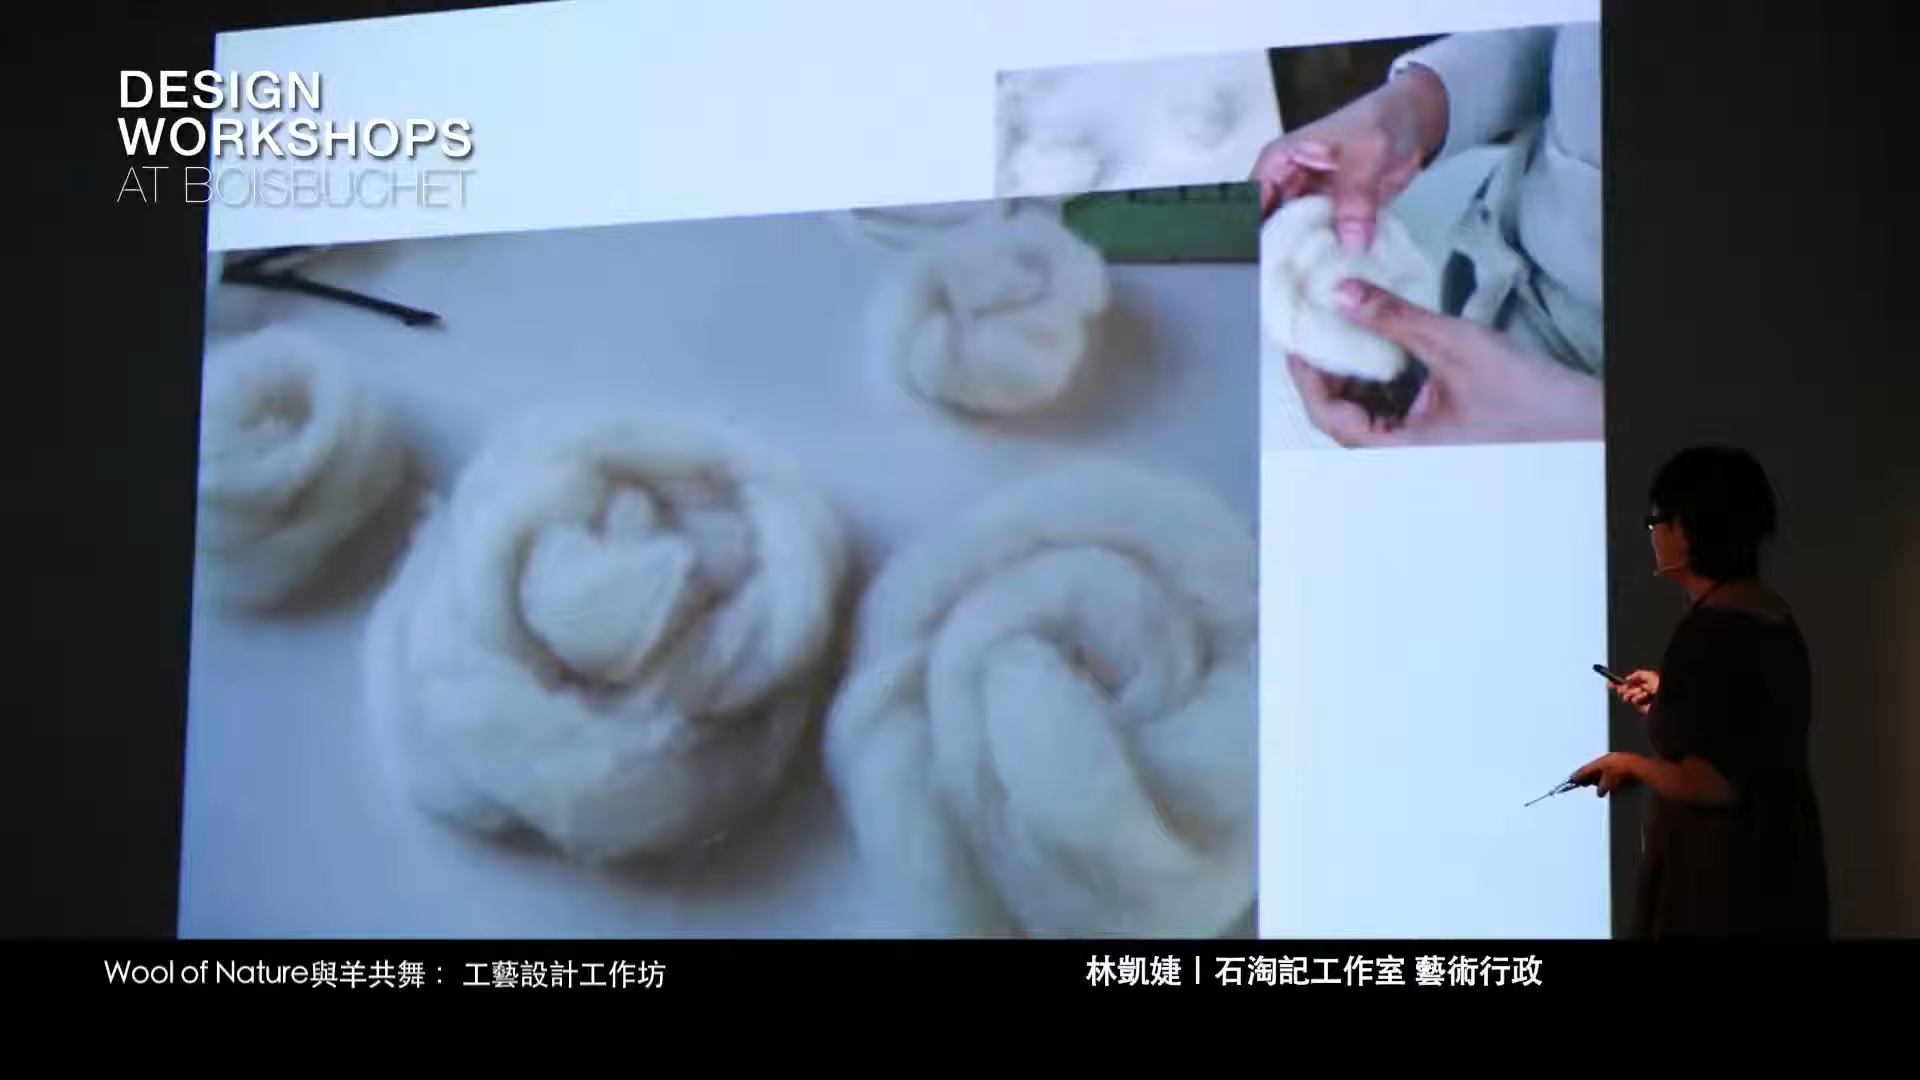 DESIGN
WORKSHOPS
AT BOISBUCHET
Wool of Nature與羊共舞： 工藝設計工作坊
林凱婕 | 石淘記工作室 藝術行政